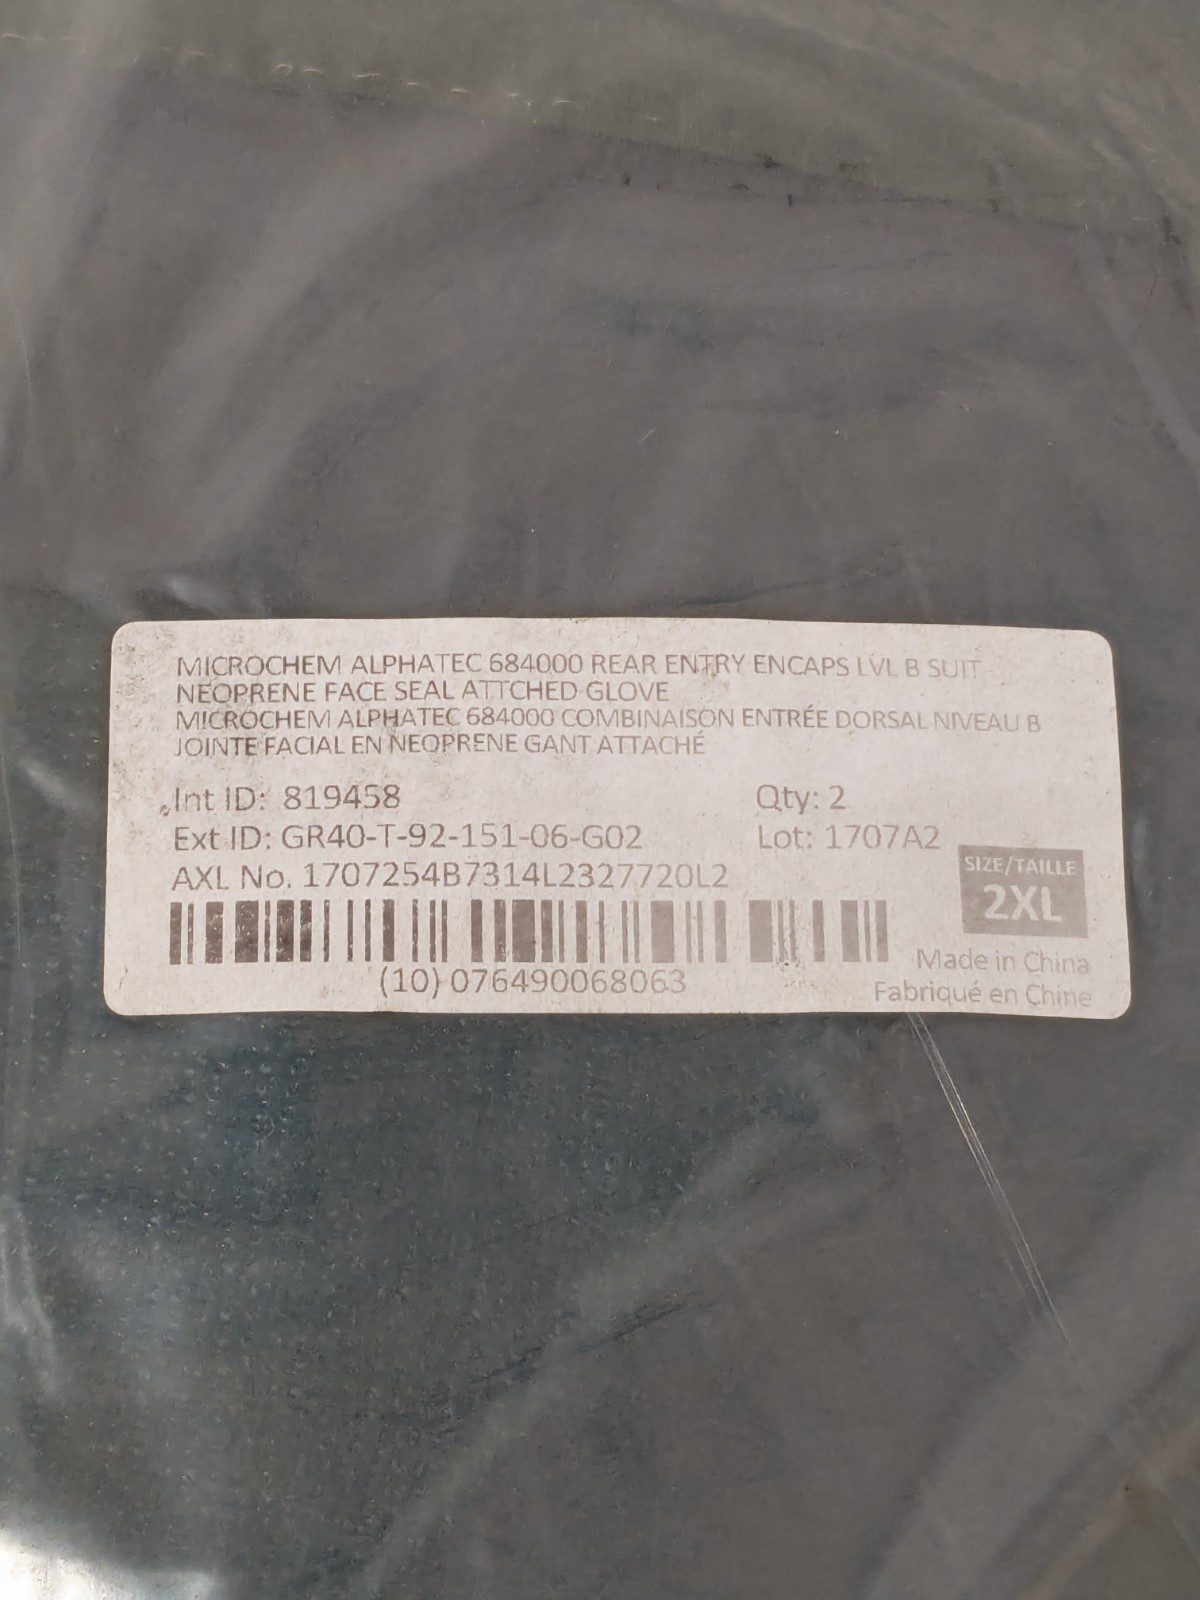 MICROCHEM ALPHATEC 684000 REAR ENTRY ENCAPS LVL B SUIT
NEOPRENE FACE SEAL ATTCHED GLOVE
MICROCHEM ALPHATEC 684000 COMBINAISON ENTRÉE DORSAL NIVEAU B
JOINTE FACIAL EN NEOPRENE GANT ATTACHÉ
Int ID: 819458 Qty: 2
Ext ID: GR40-T-92-151-06-G02 Lot: 1707A2
AXL No. 1707254B7314L2327720L2
SIZE/TAILLE
2XL
(10) 076490068063
Made in China
Fabriqué en Chine